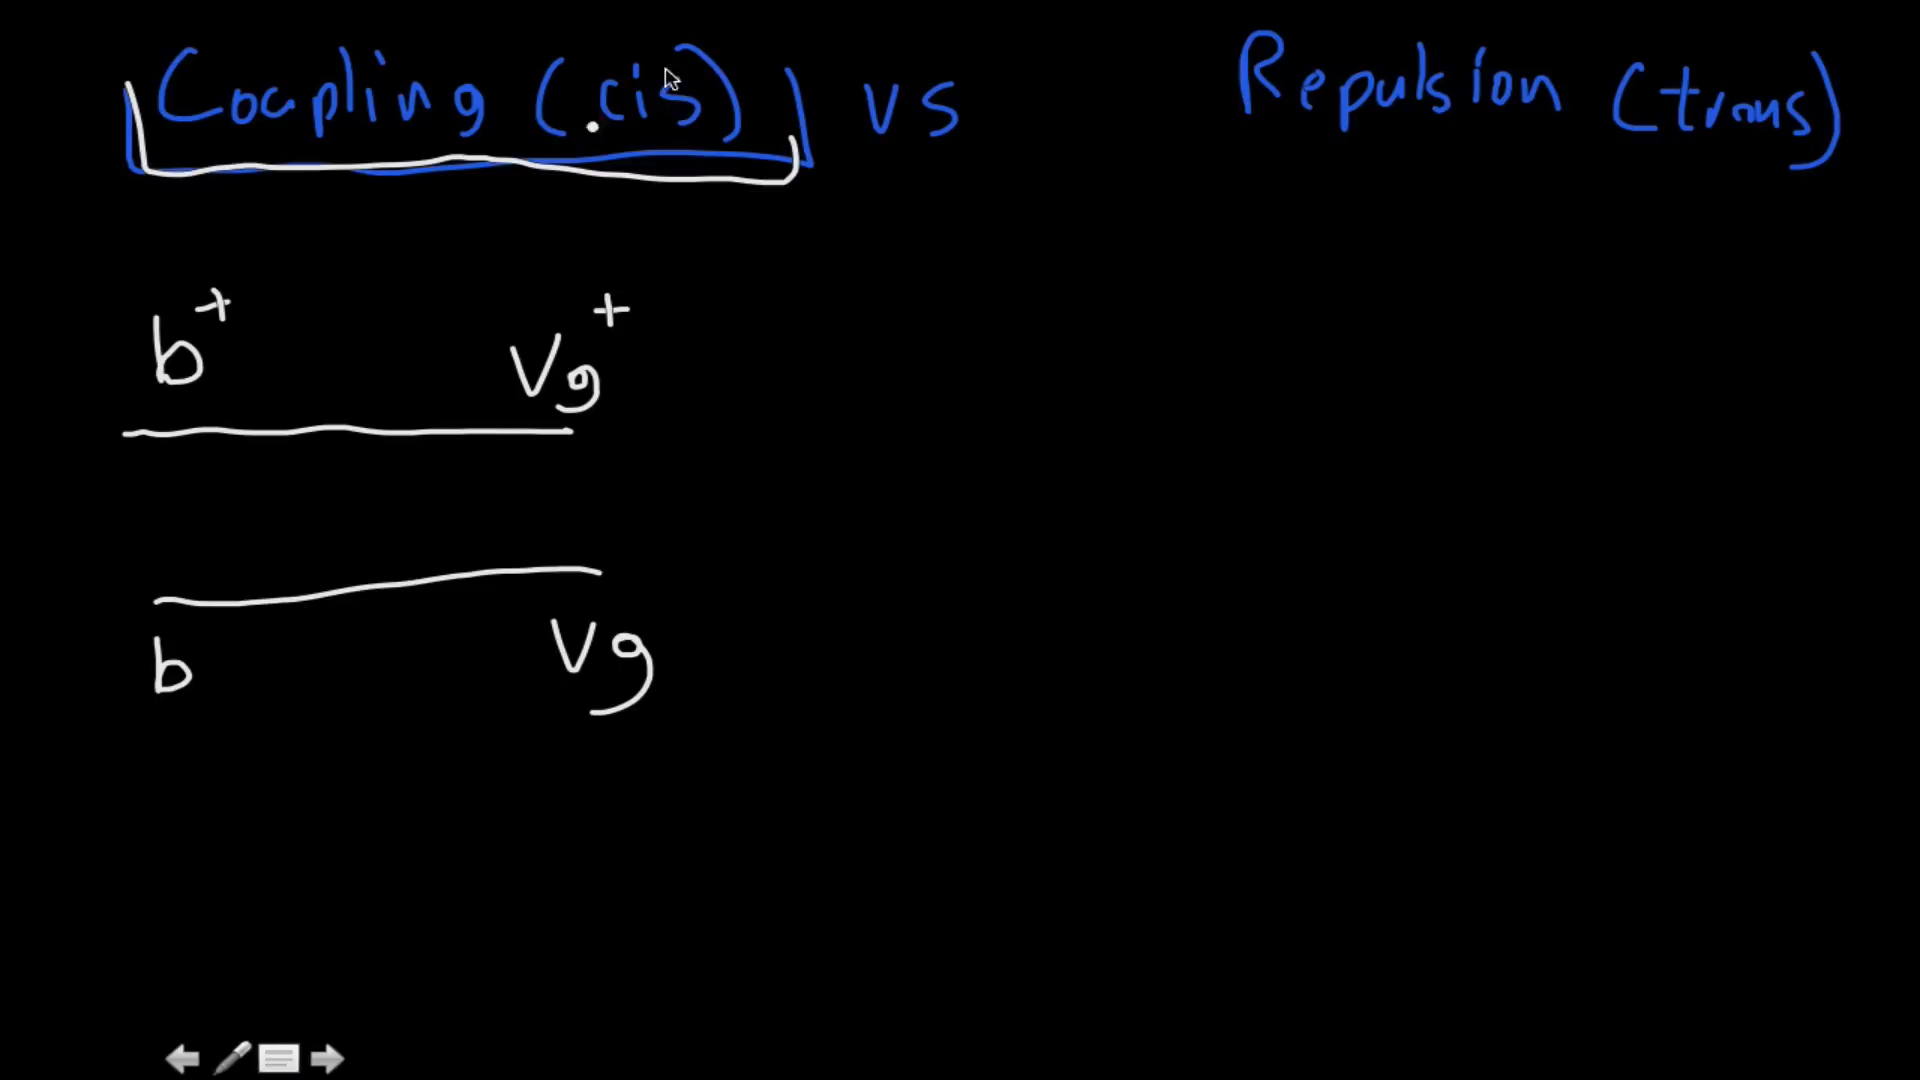 Coupling (cis) vs Repulsion (trans)
b⁺ Vg⁺
b Vg